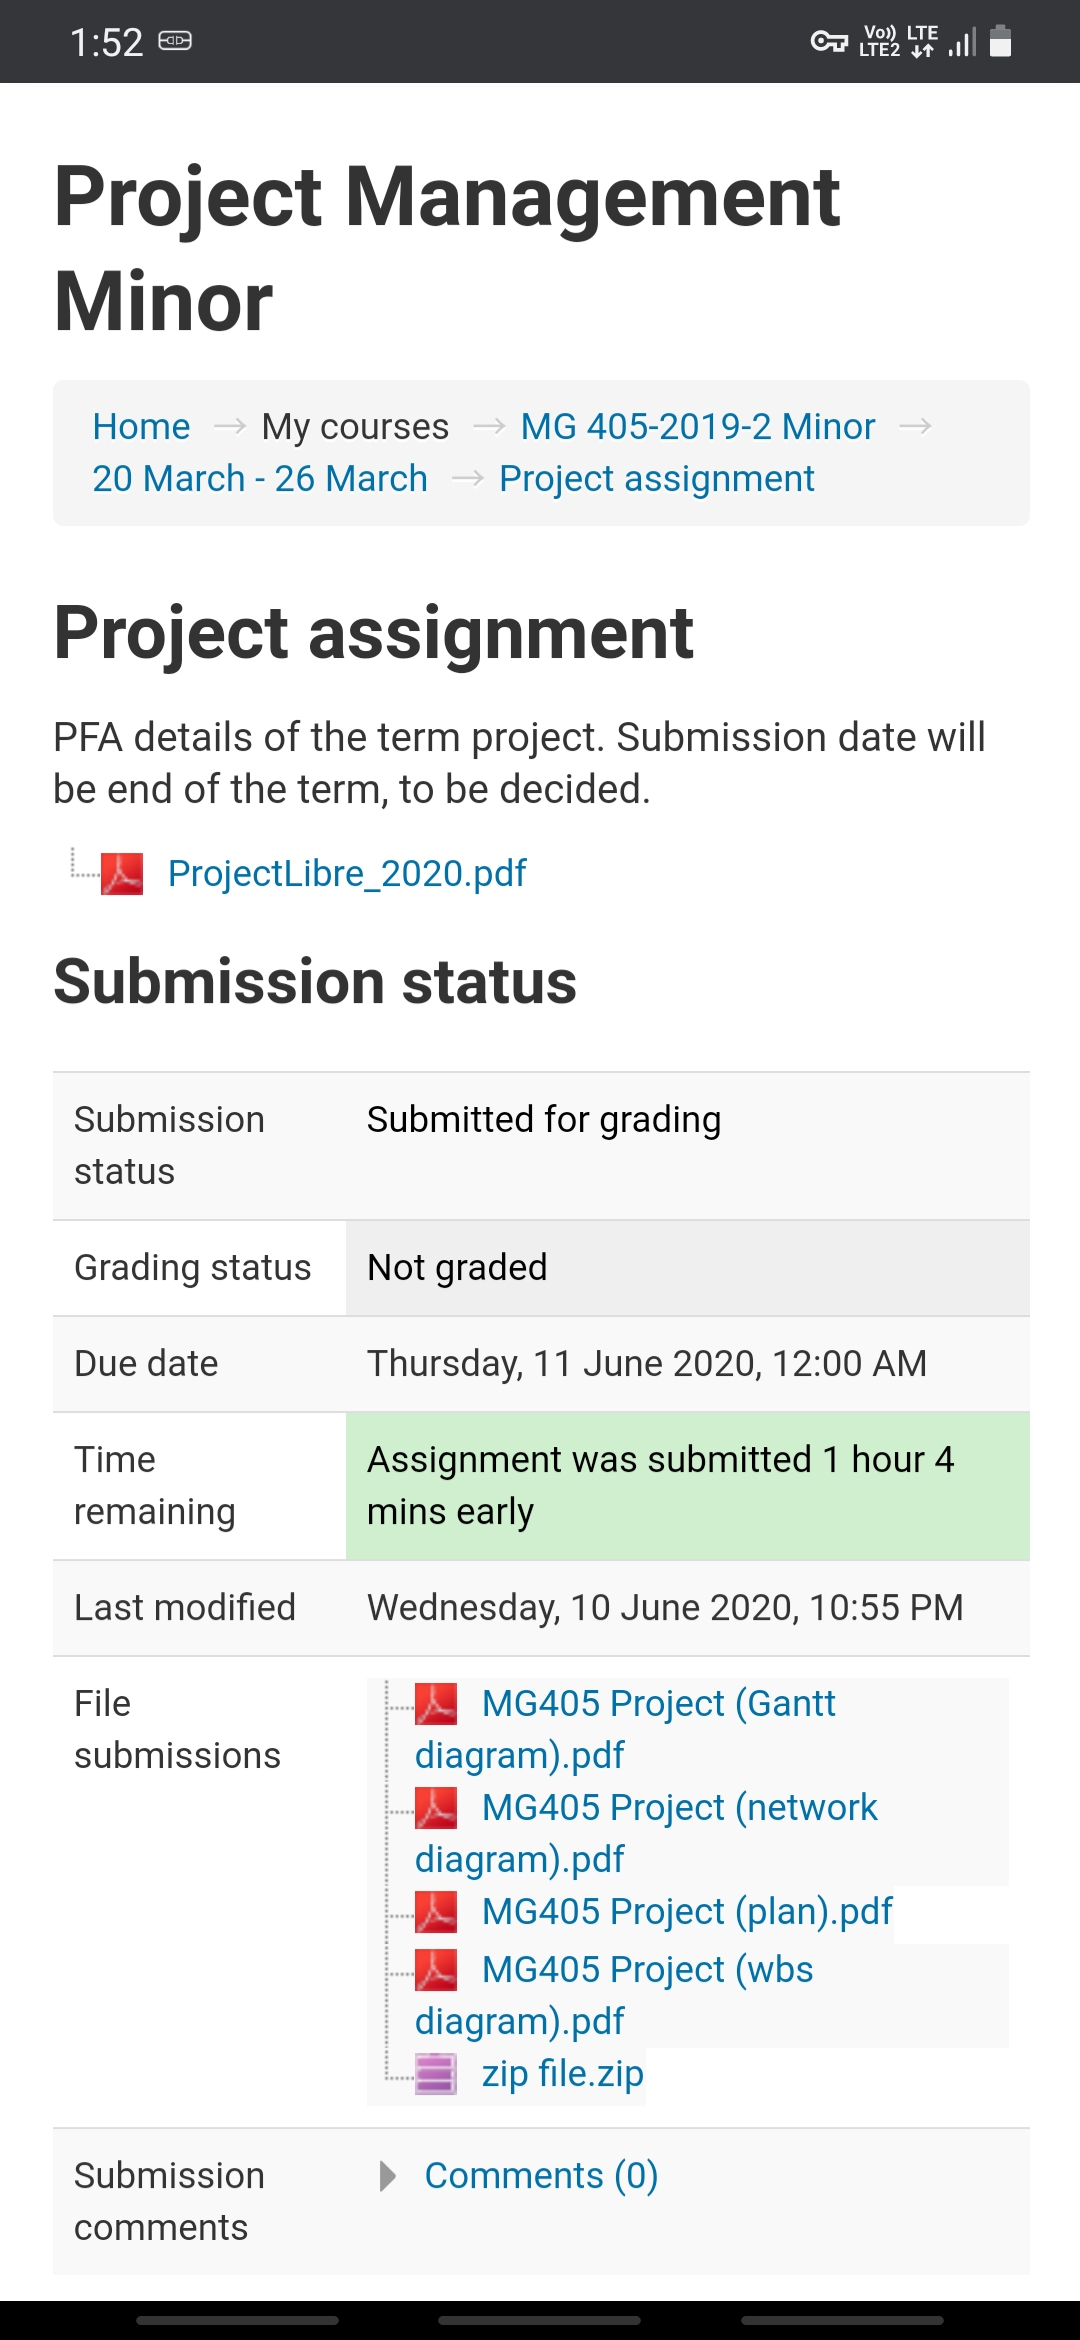 1:52 Vo)) LTE
LTE2
Project Management
Minor
Home → My courses → MG 405-2019-2 Minor →
20 March - 26 March → Project assignment
Project assignment
PFA details of the term project. Submission date will
be end of the term, to be decided.
ProjectLibre_2020.pdf
Submission status
Submission Submitted for grading
status
Grading status Not graded
Due date Thursday, 11 June 2020, 12:00 AM
Time Assignment was submitted 1 hour 4
remaining mins early
Last modified Wednesday, 10 June 2020, 10:55 PM
File MG405 Project (Gantt
submissions diagram).pdf
MG405 Project (network
diagram).pdf
MG405 Project (plan).pdf
MG405 Project (wbs
diagram).pdf
zip file.zip
Submission Comments (0)
comments